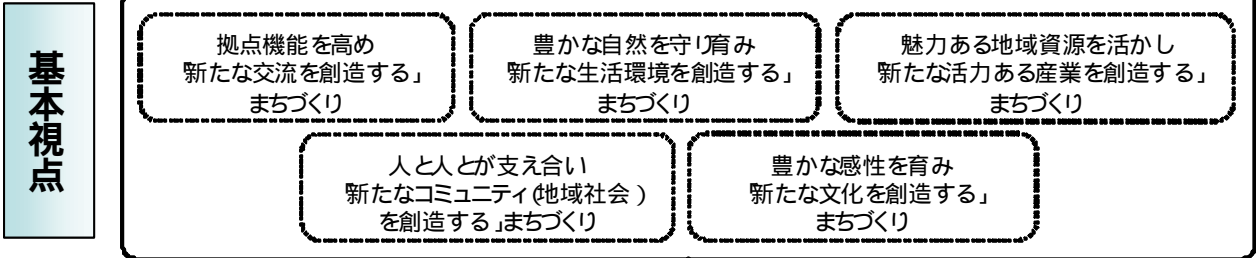 基本視点
拠点機能を高め
「新たな交流を創造する」
まちづくり
豊かな自然を守り育み
「新たな生活環境を創造する」
まちづくり
魅力ある地域資源を活かし
「新たな活力ある産業を創造する」
まちづくり
人と人とが支え合い
「新たなコミュニティ(地域社会)
を創造する」まちづくり
豊かな感性を育み
「新たな文化を創造する」
まちづくり